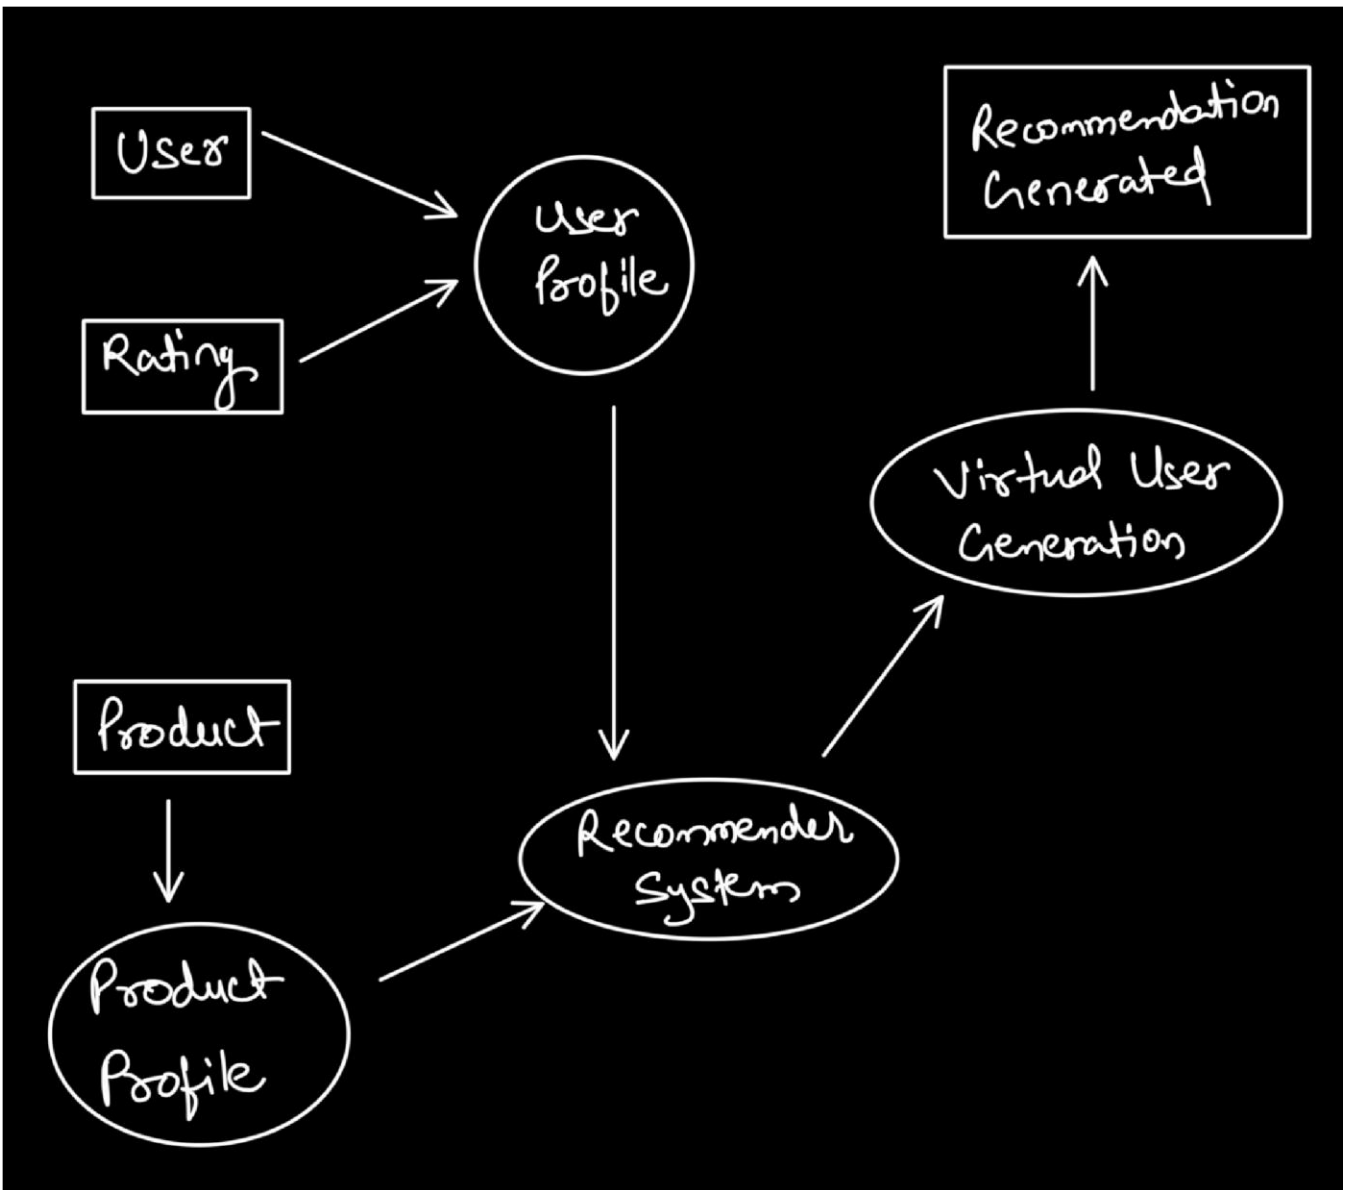 User
Rating
User
Profile
Product
Product
Profile
Recommender
System
Virtual User
Generation
Recommendation
Generated